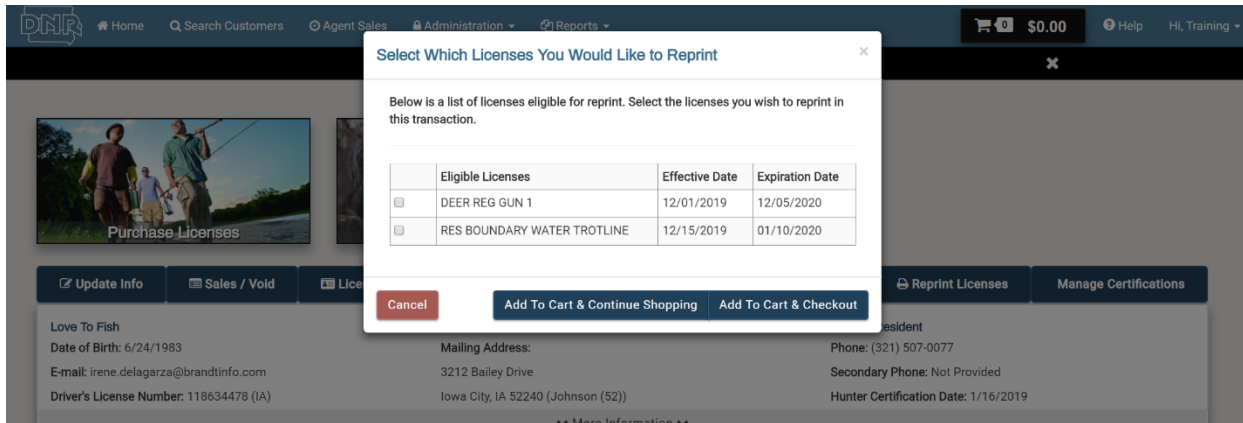 DNR Home Search Customers Agent Sales Administration Reports 0 $0.00 Help Hi, Training
Select Which Licenses You Would Like to Reprint
×
Below is a list of licenses eligible for reprint. Select the licenses you wish to reprint in
this transaction.
Eligible Licenses Effective Date Expiration Date
DEER REG GUN 1 12/01/2019 12/05/2020
RES BOUNDARY WATER TROTLINE 12/15/2019 01/10/2020
Cancel Add To Cart & Continue Shopping Add To Cart & Checkout
Purchase Licenses
Update Info Sales / Void Reprint Licenses Manage Certifications
Love To Fish
Date of Birth: 6/24/1983 Mailing Address: Phone: (321) 507-0077
E-mail: irene.delagarza@brandtinfo.com 3212 Bailey Drive Secondary Phone: Not Provided
Driver's License Number: 118634478 (IA) Iowa City, IA 52240 (Johnson (52)) Hunter Certification Date: 1/16/2019
More Information